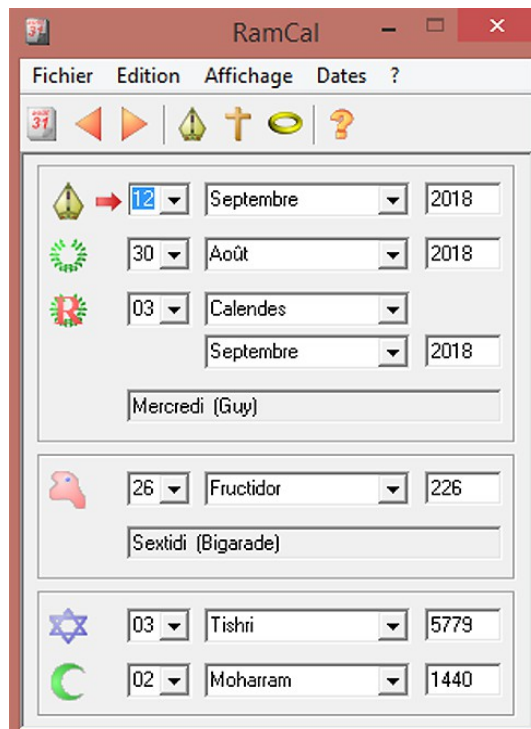 RamCal
Fichier Edition Affichage Dates ?
31
12 Septembre 2018
30 Août 2018
R 03 Calendes
Septembre 2018
Mercredi (Guy)
26 Fructidor 226
Sextidi (Bigarade)
03 Tishri 5779
02 Moharram 1440